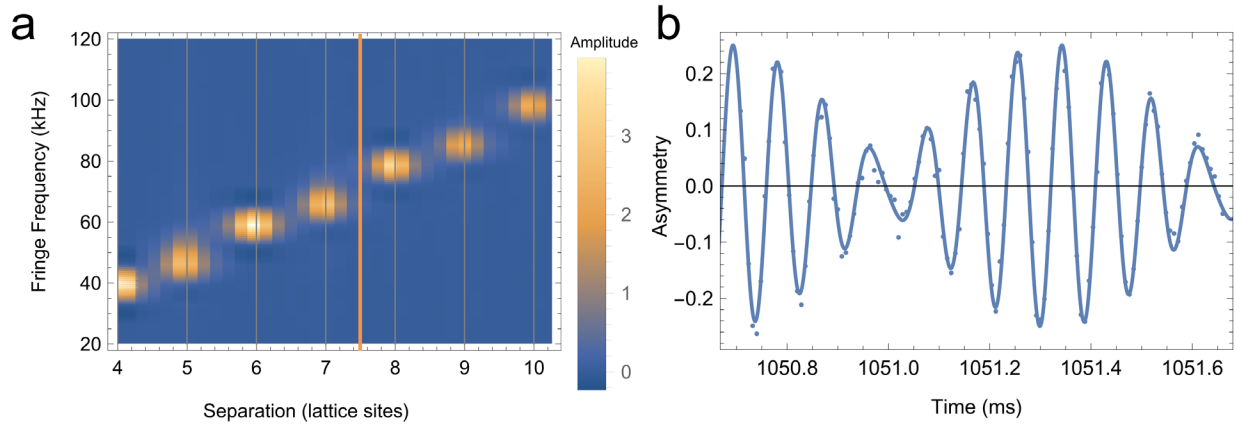 a
120
100
80
60
40
20
Fringe Frequency (kHz)
4 5 6 7 8 9 10
Separation (lattice sites)
Amplitude
3
2
1
0
b
0.2
0.1
0.0
−0.1
−0.2
Asymmetry
1050.8 1051.0 1051.2 1051.4 1051.6
Time (ms)